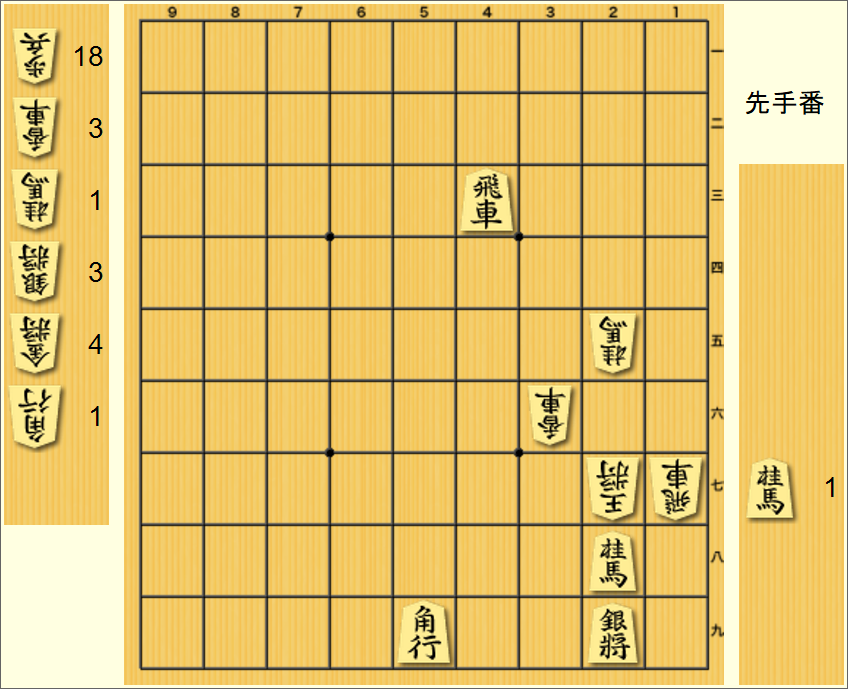 9 8 7 6 5 4 3 2 1
歩兵 18
香車 3
桂馬 1
銀将 3
金将 4
角行 1
先手番
一
二
飛車 三
四
桂馬 五
香車 六
王将 飛車 七
桂馬 八
角行 銀将 九
桂馬 1